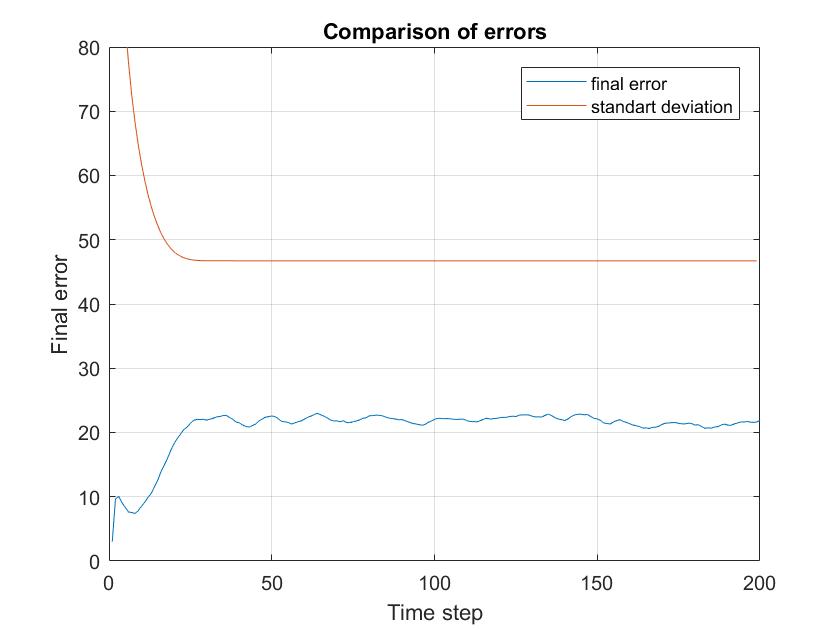 Comparison of errors
80
70
60
50
40
30
20
10
0
Final error
final error
standart deviation
0 50 100 150 200
Time step